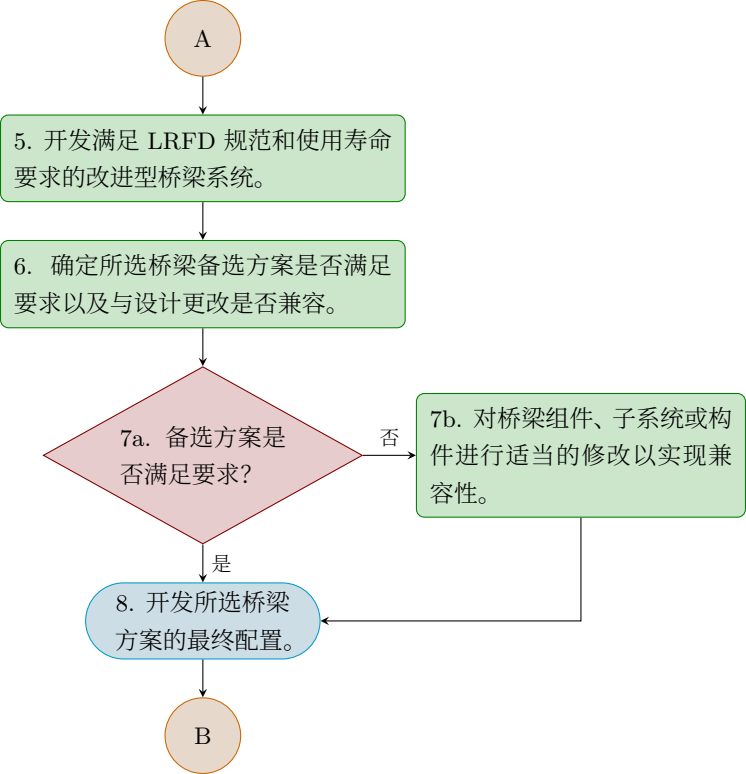 A
5. 开发满足 LRFD 规范和使用寿命
要求的改进型桥梁系统。
6. 确定所选桥梁备选方案是否满足
要求以及与设计更改是否兼容。
7a. 备选方案是
否满足要求?
否
7b. 对桥梁组件、子系统或构
件进行适当的修改以实现兼
容性。
是
8. 开发所选桥梁
方案的最终配置。
B